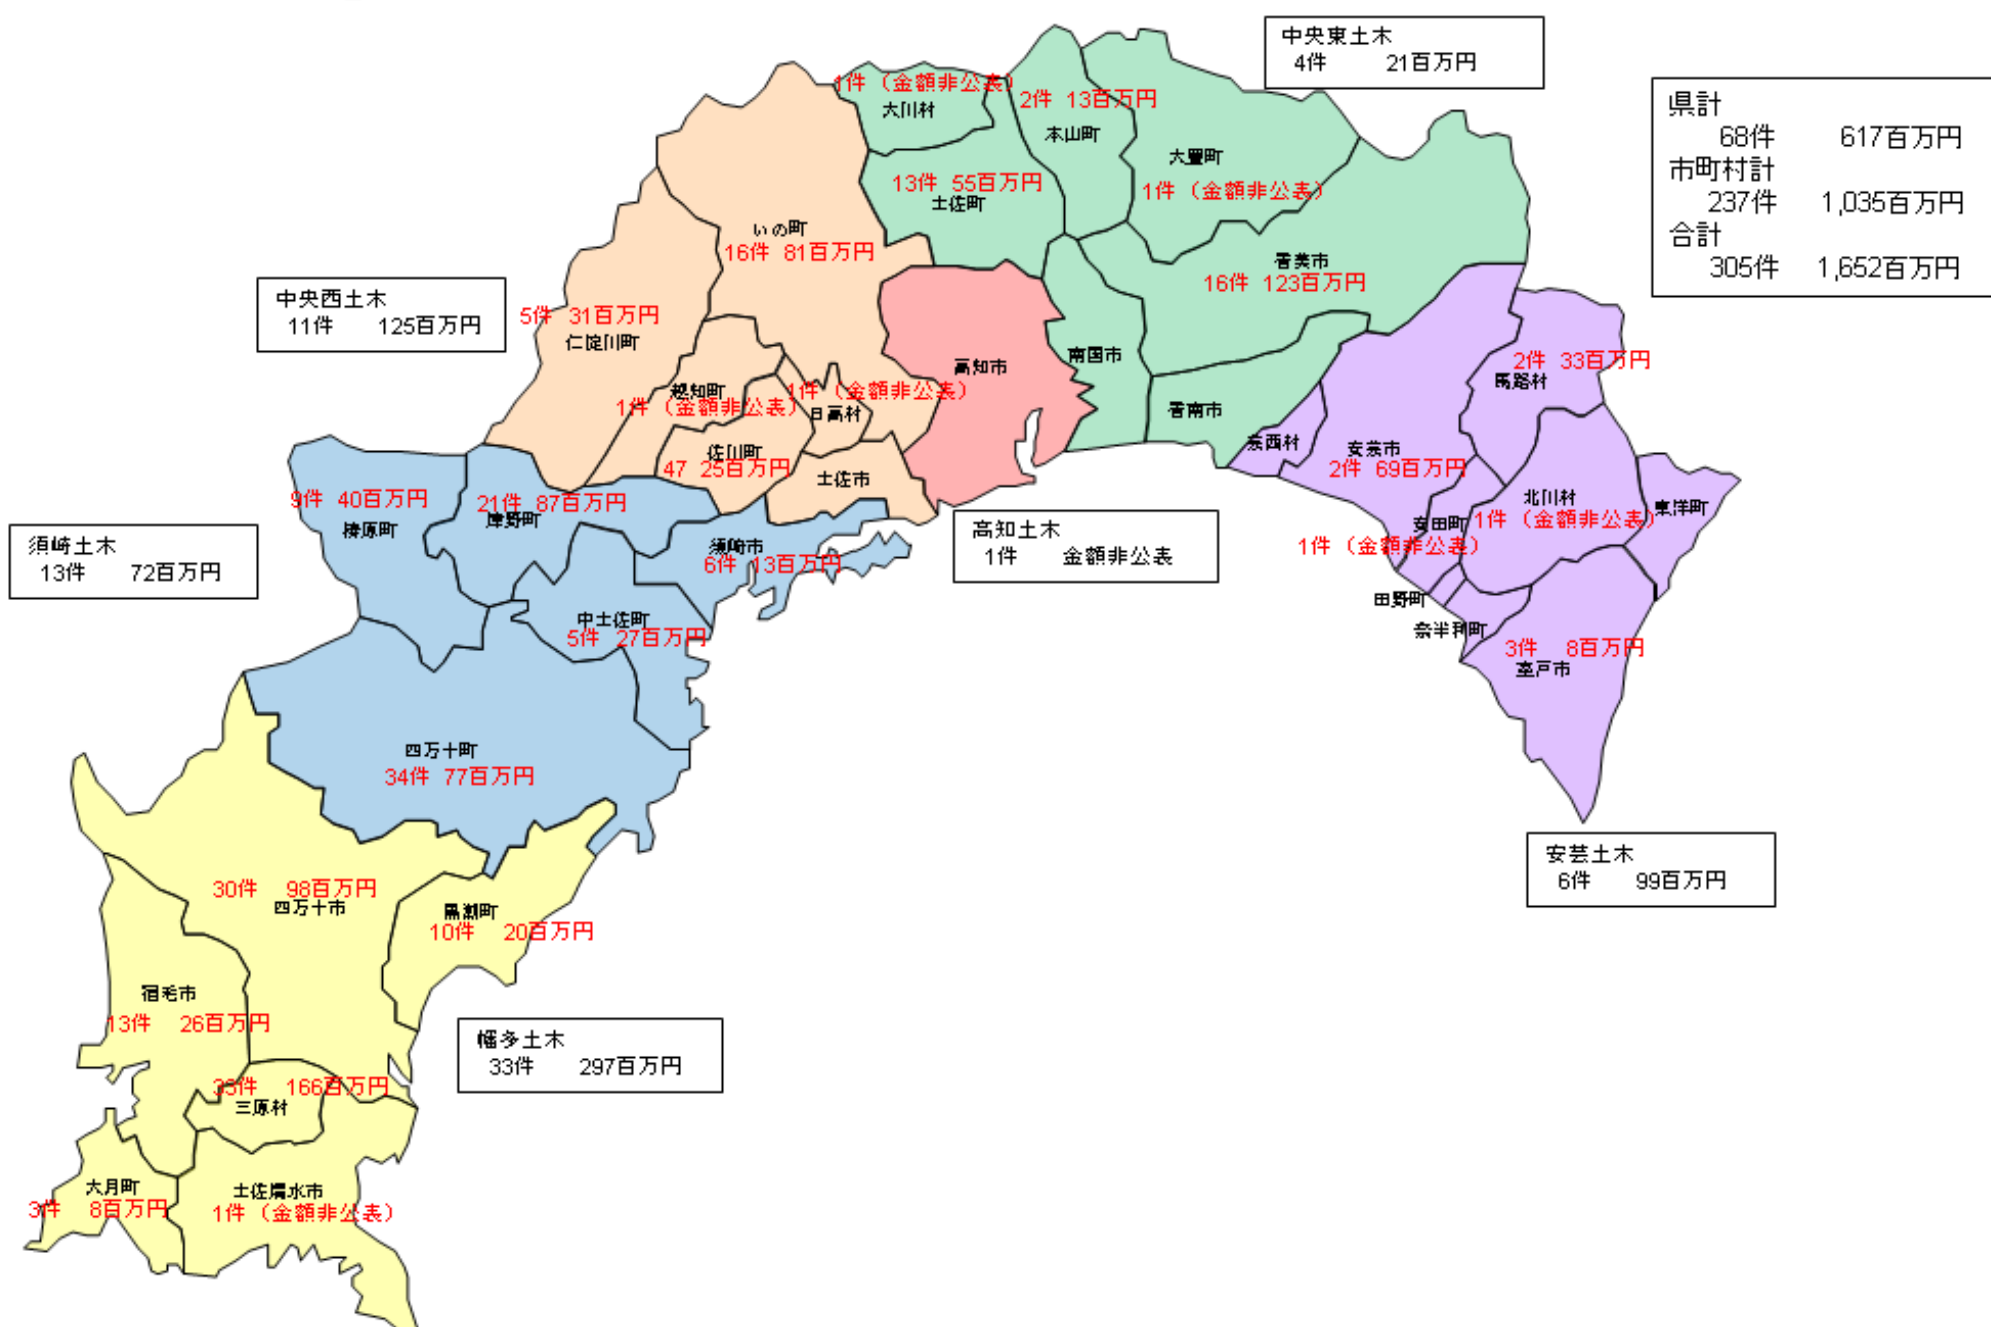 中央東土木
4件 21百万円
県計
68件 617百万円
市町村計
237件 1,035百万円
合計
305件 1,652百万円
1件（金額非公表）
大川村
2件 13百万円
本山町
大豊町
1件（金額非公表）
13件 55百万円
土佐町
いの町
16件 81百万円
香美市
16件 123百万円
中央西土木
11件 125百万円
5件 31百万円
仁淀川町
高知市
南国市
香南市
越知町
1件（金額非公表）
1件（金額非公表）
日高村
佐川町
47 25百万円
土佐市
2件 33百万円
馬路村
芸西村
安芸市
2件 69百万円
北川村
1件（金額非公表）
東洋町
安田町
1件（金額非公表）
田野町
奈半利町
3件 8百万円
室戸市
9件 40百万円
梼原町
21件 87百万円
津野町
須崎市
6件 13百万円
高知土木
1件 金額非公表
須崎土木
13件 72百万円
中土佐町
5件 27百万円
四万十町
34件 77百万円
安芸土木
6件 99百万円
30件 98百万円
四万十市
黒潮町
10件 20百万円
宿毛市
13件 26百万円
幡多土木
33件 297百万円
33件 166百万円
三原村
大月町
3件 8百万円
土佐清水市
1件（金額非公表）